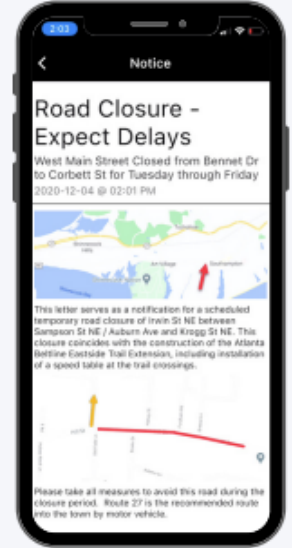 2:03
Notice
Road Closure -
Expect Delays
West Main Street Closed from Bennet Dr
to Corbett St for Tuesday through Friday
2020-12-04 @ 02:01 PM
Southampton
This letter serves as a notification for a scheduled
temporary road closure of Irwin St NE between
Sampson St NE / Auburn Ave and Krogg St NE. This
closure coincides with the construction of the Atlanta
Beltline Eastside Trail Extension, including installation
of a speed table at the trail crossings.
Please take all measures to avoid this road during the
closure period. Route 27 is the recommended route
into the town by motor vehicle.